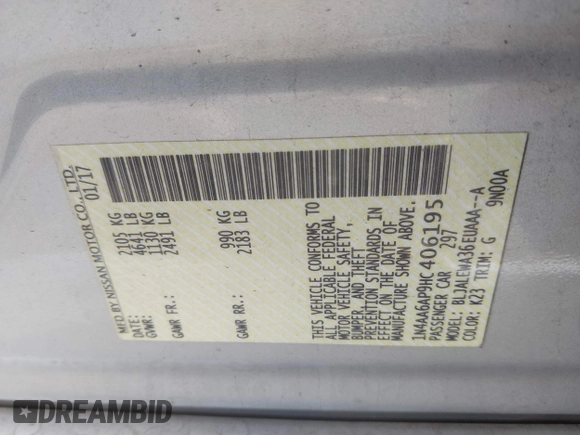 MFD BY NISSAN MOTOR CO., LTD.
DATE: 01/17
GVWR: 2105 KG
4641 LB
GAWR FR: 1130 KG
2491 LB
GAWR RR: 990 KG
2183 LB
THIS VEHICLE CONFORMS TO
ALL APPLICABLE FEDERAL
MOTOR VEHICLE SAFETY,
BUMPER, AND THEFT
PREVENTION STANDARDS IN
EFFECT ON THE DATE OF
MANUFACTURE SHOWN ABOVE.
1N4AA6AP9HC406195
PASSENGER CAR 297
MODEL: BLJALEWA36EUAAA--A
COLOR: K23 TRIM: G 9N00A
DREAMBID